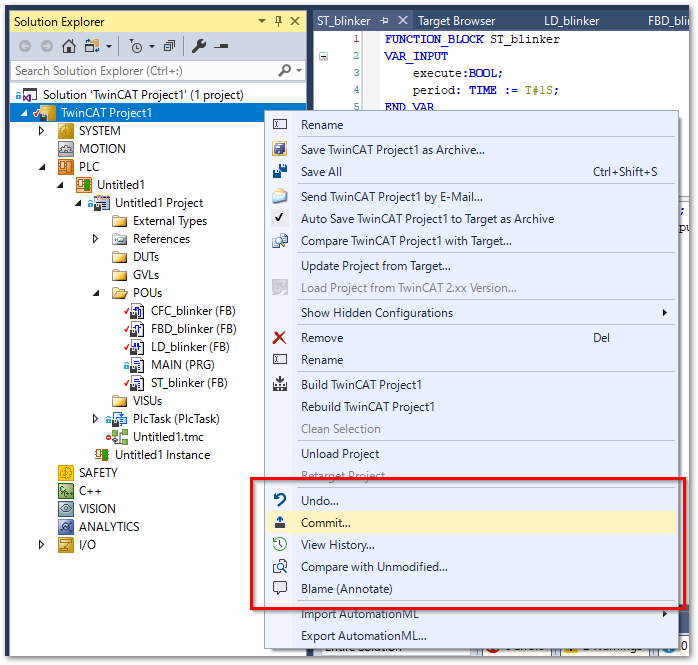 Solution Explorer
Search Solution Explorer (Ctrl+;)
Solution 'TwinCAT Project1' (1 project)
TwinCAT Project1
SYSTEM
MOTION
PLC
Untitled1
Untitled1 Project
External Types
References
DUTs
GVLs
POUs
CFC_blinker (FB)
FBD_blinker (FB)
LD_blinker (FB)
MAIN (PRG)
ST_blinker (FB)
VISUs
PlcTask (PlcTask)
Untitled1.tmc
Untitled1 Instance
SAFETY
C++
VISION
ANALYTICS
I/O
ST_blinker Target Browser LD_blinker FBD_bli
1 FUNCTION_BLOCK ST_blinker
2 VAR_INPUT
3 execute:BOOL;
4 period: TIME := T#1S;
5 END_VAR
Rename
Save TwinCAT Project1 as Archive...
Save All Ctrl+Shift+S
Send TwinCAT Project1 by E-Mail...
Auto Save TwinCAT Project1 to Target as Archive
Compare TwinCAT Project1 with Target...
Update Project from Target...
Load Project from TwinCAT 2.xx Version...
Show Hidden Configurations
Remove Del
Rename
Build TwinCAT Project1
Rebuild TwinCAT Project1
Clean Selection
Unload Project
Retarget Project
Undo...
Commit...
View History...
Compare with Unmodified...
Blame (Annotate)
Import AutomationML
Export AutomationML...
Entire Solution